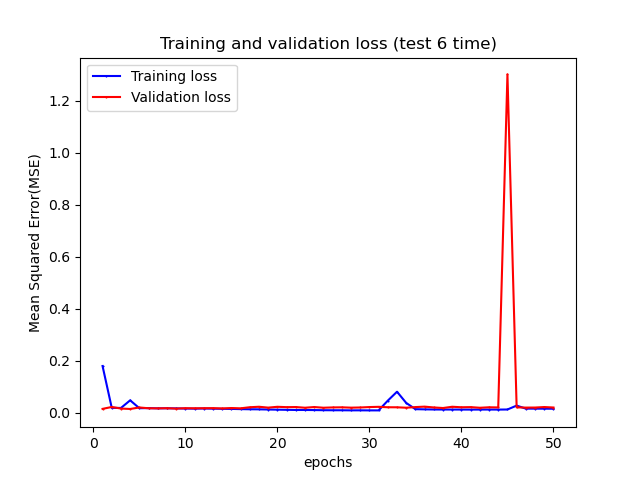 Training and validation loss (test 6 time)
Training loss
Validation loss
Mean Squared Error(MSE)
1.2
1.0
0.8
0.6
0.4
0.2
0.0
0 10 20 30 40 50
epochs